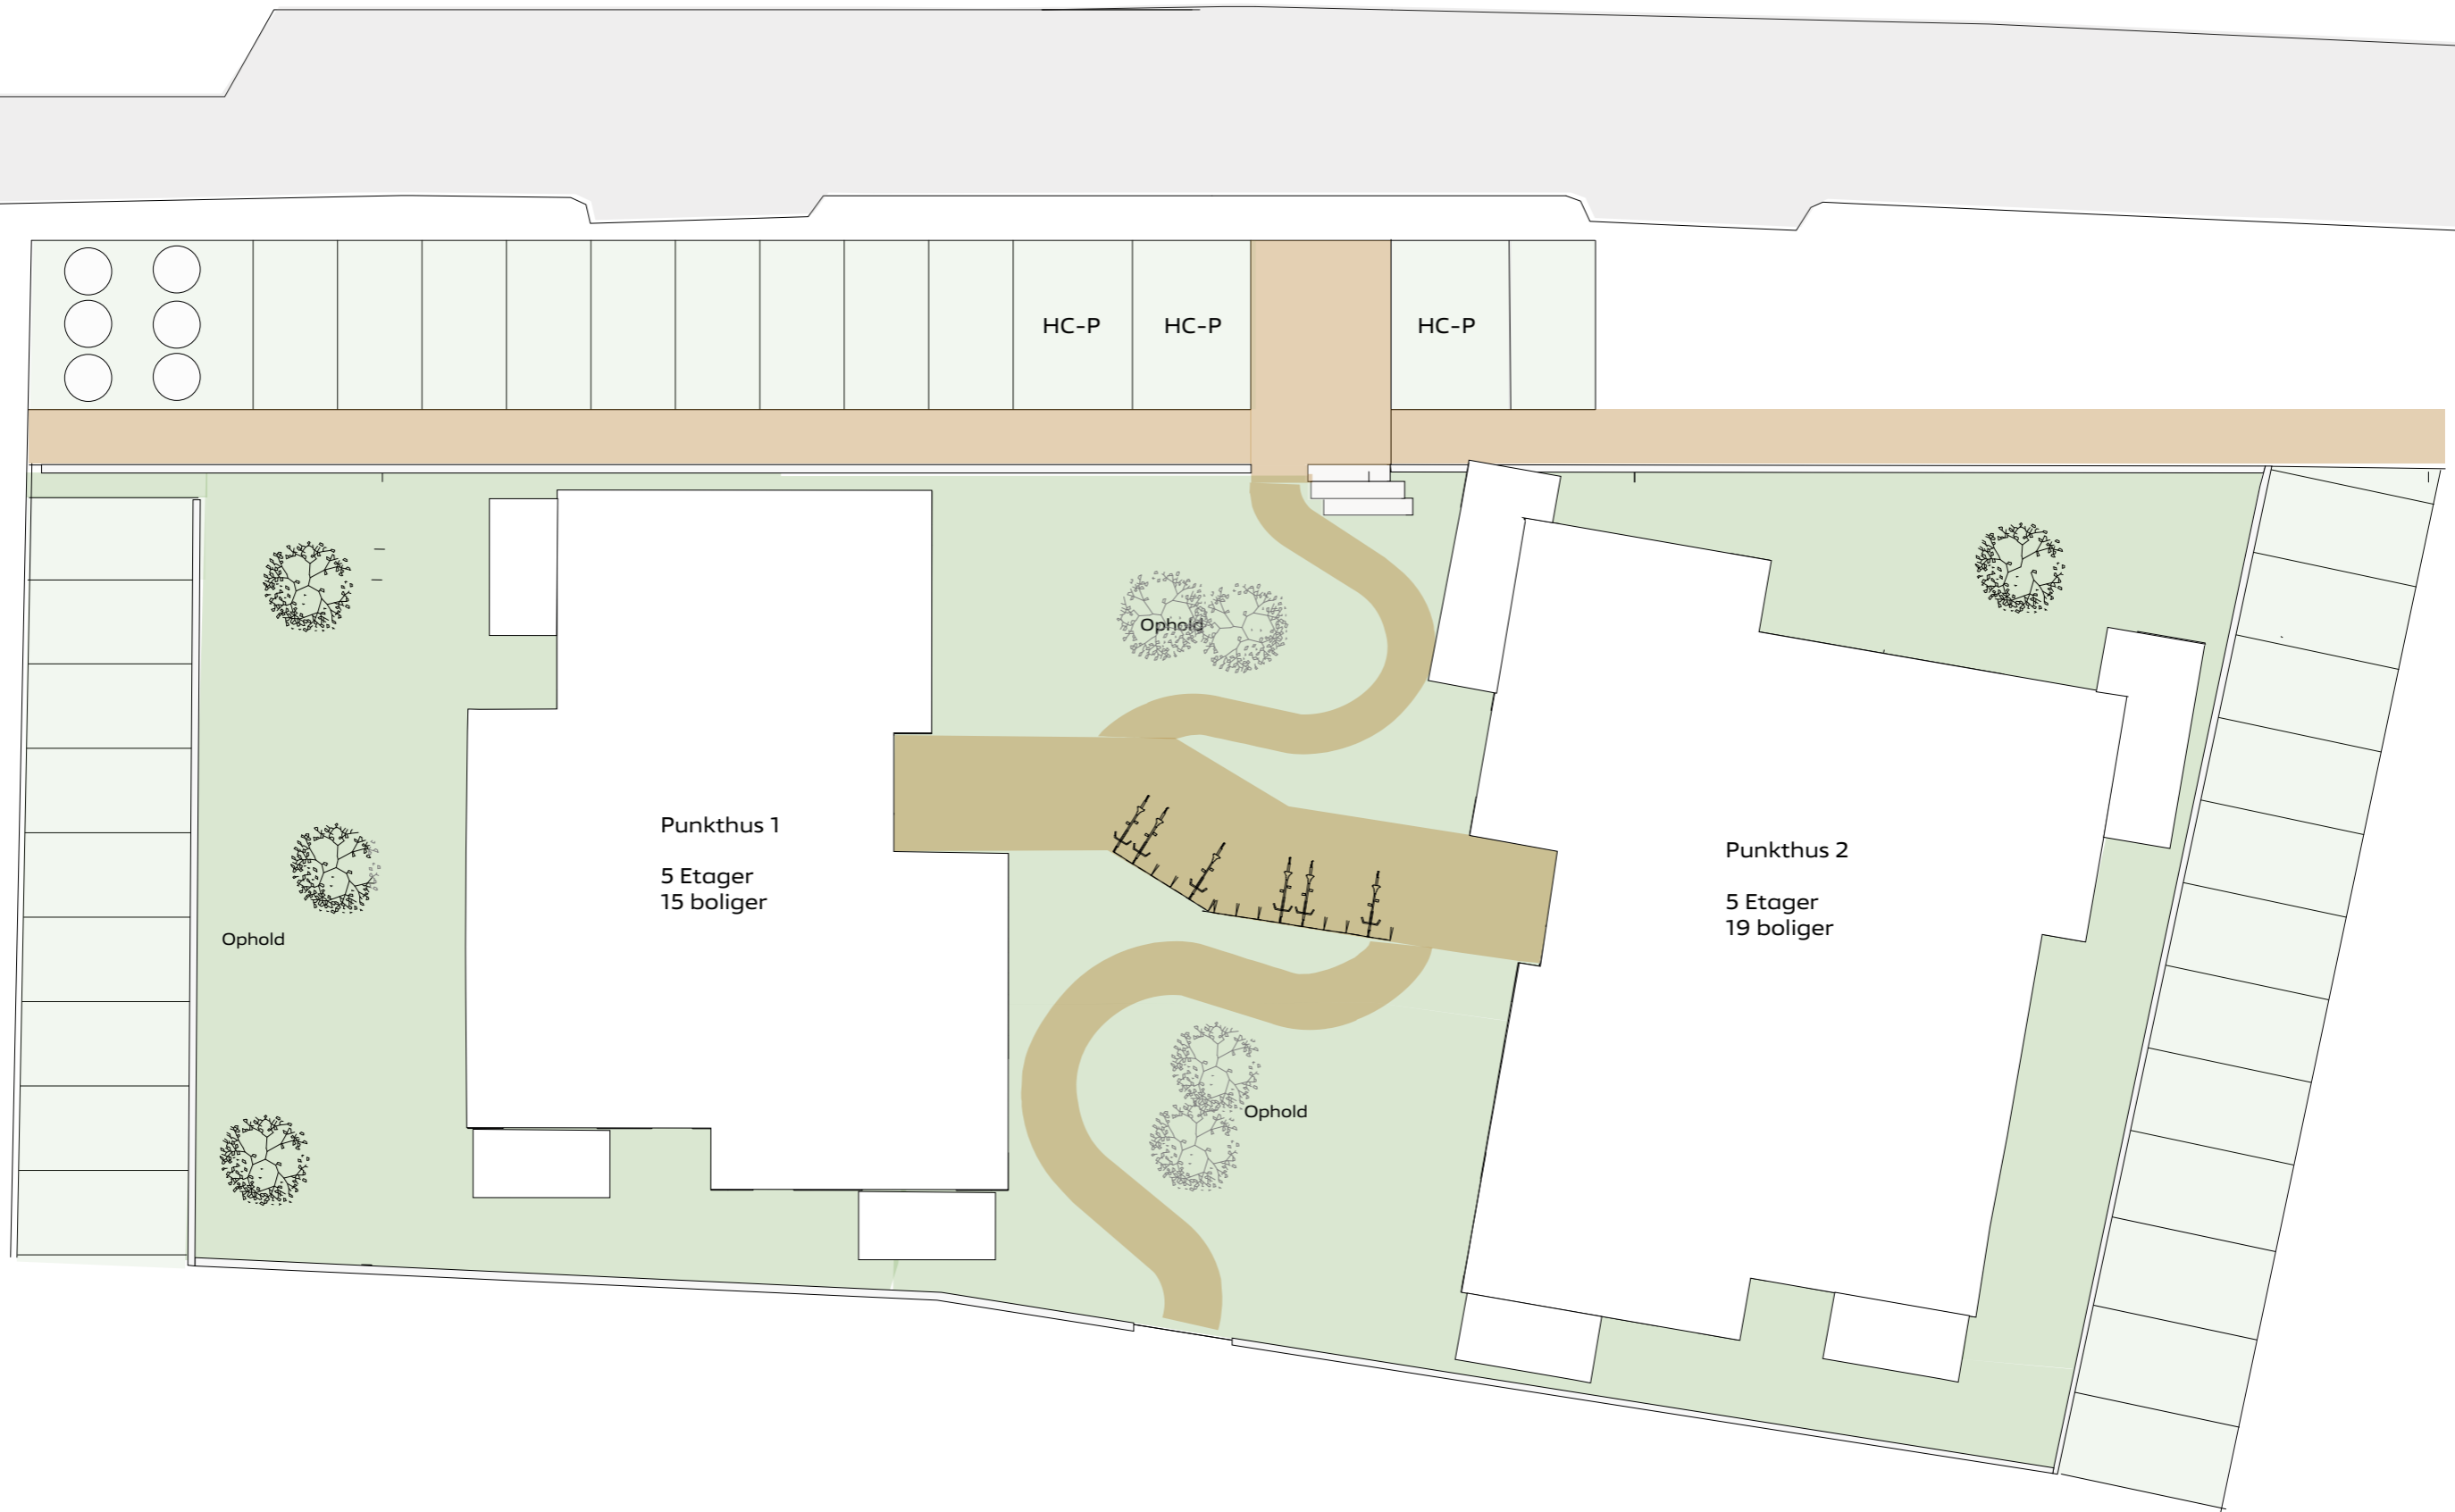 HC-P
HC-P
HC-P
Ophold
Punkthus 1
5 Etager
15 boliger
Punkthus 2
5 Etager
19 boliger
Ophold
Ophold